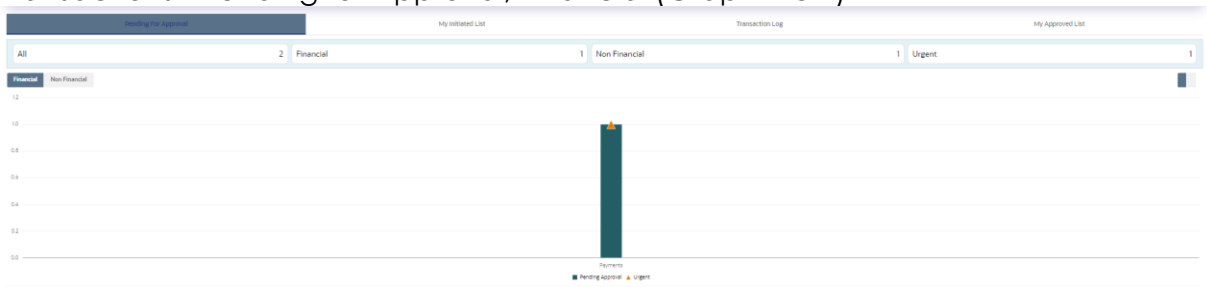 Pending for Approval
My Initiated List
Transaction Log
My Approved List
All 2
Financial 1
Non Financial 1
Urgent 1
Financial
Non Financial
1.2
1.0
0.8
0.6
0.4
0.2
0.0
Payments
Pending Approval
Urgent